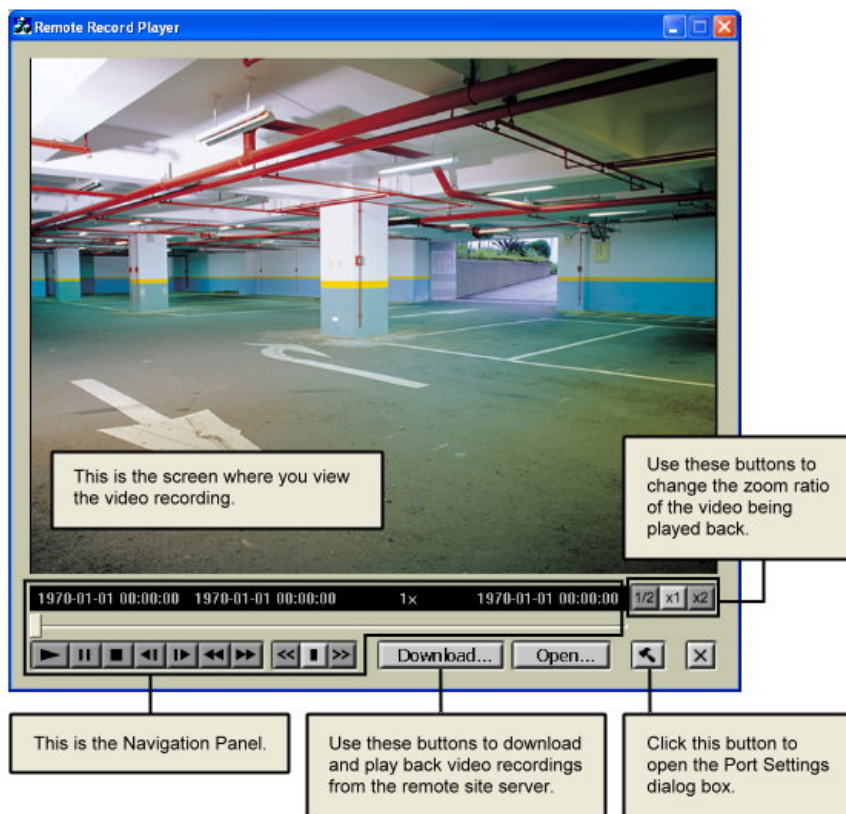 Remote Record Player
This is the screen where you view
the video recording.
Use these buttons to
change the zoom ratio
of the video being
played back.
1970-01-01 00:00:00 1970-01-01 00:00:00 1x 1970-01-01 00:00:00
1/2 x1 x2
<< >>
Download... Open...
This is the Navigation Panel.
Use these buttons to download
and play back video recordings
from the remote site server.
Click this button to
open the Port Settings
dialog box.